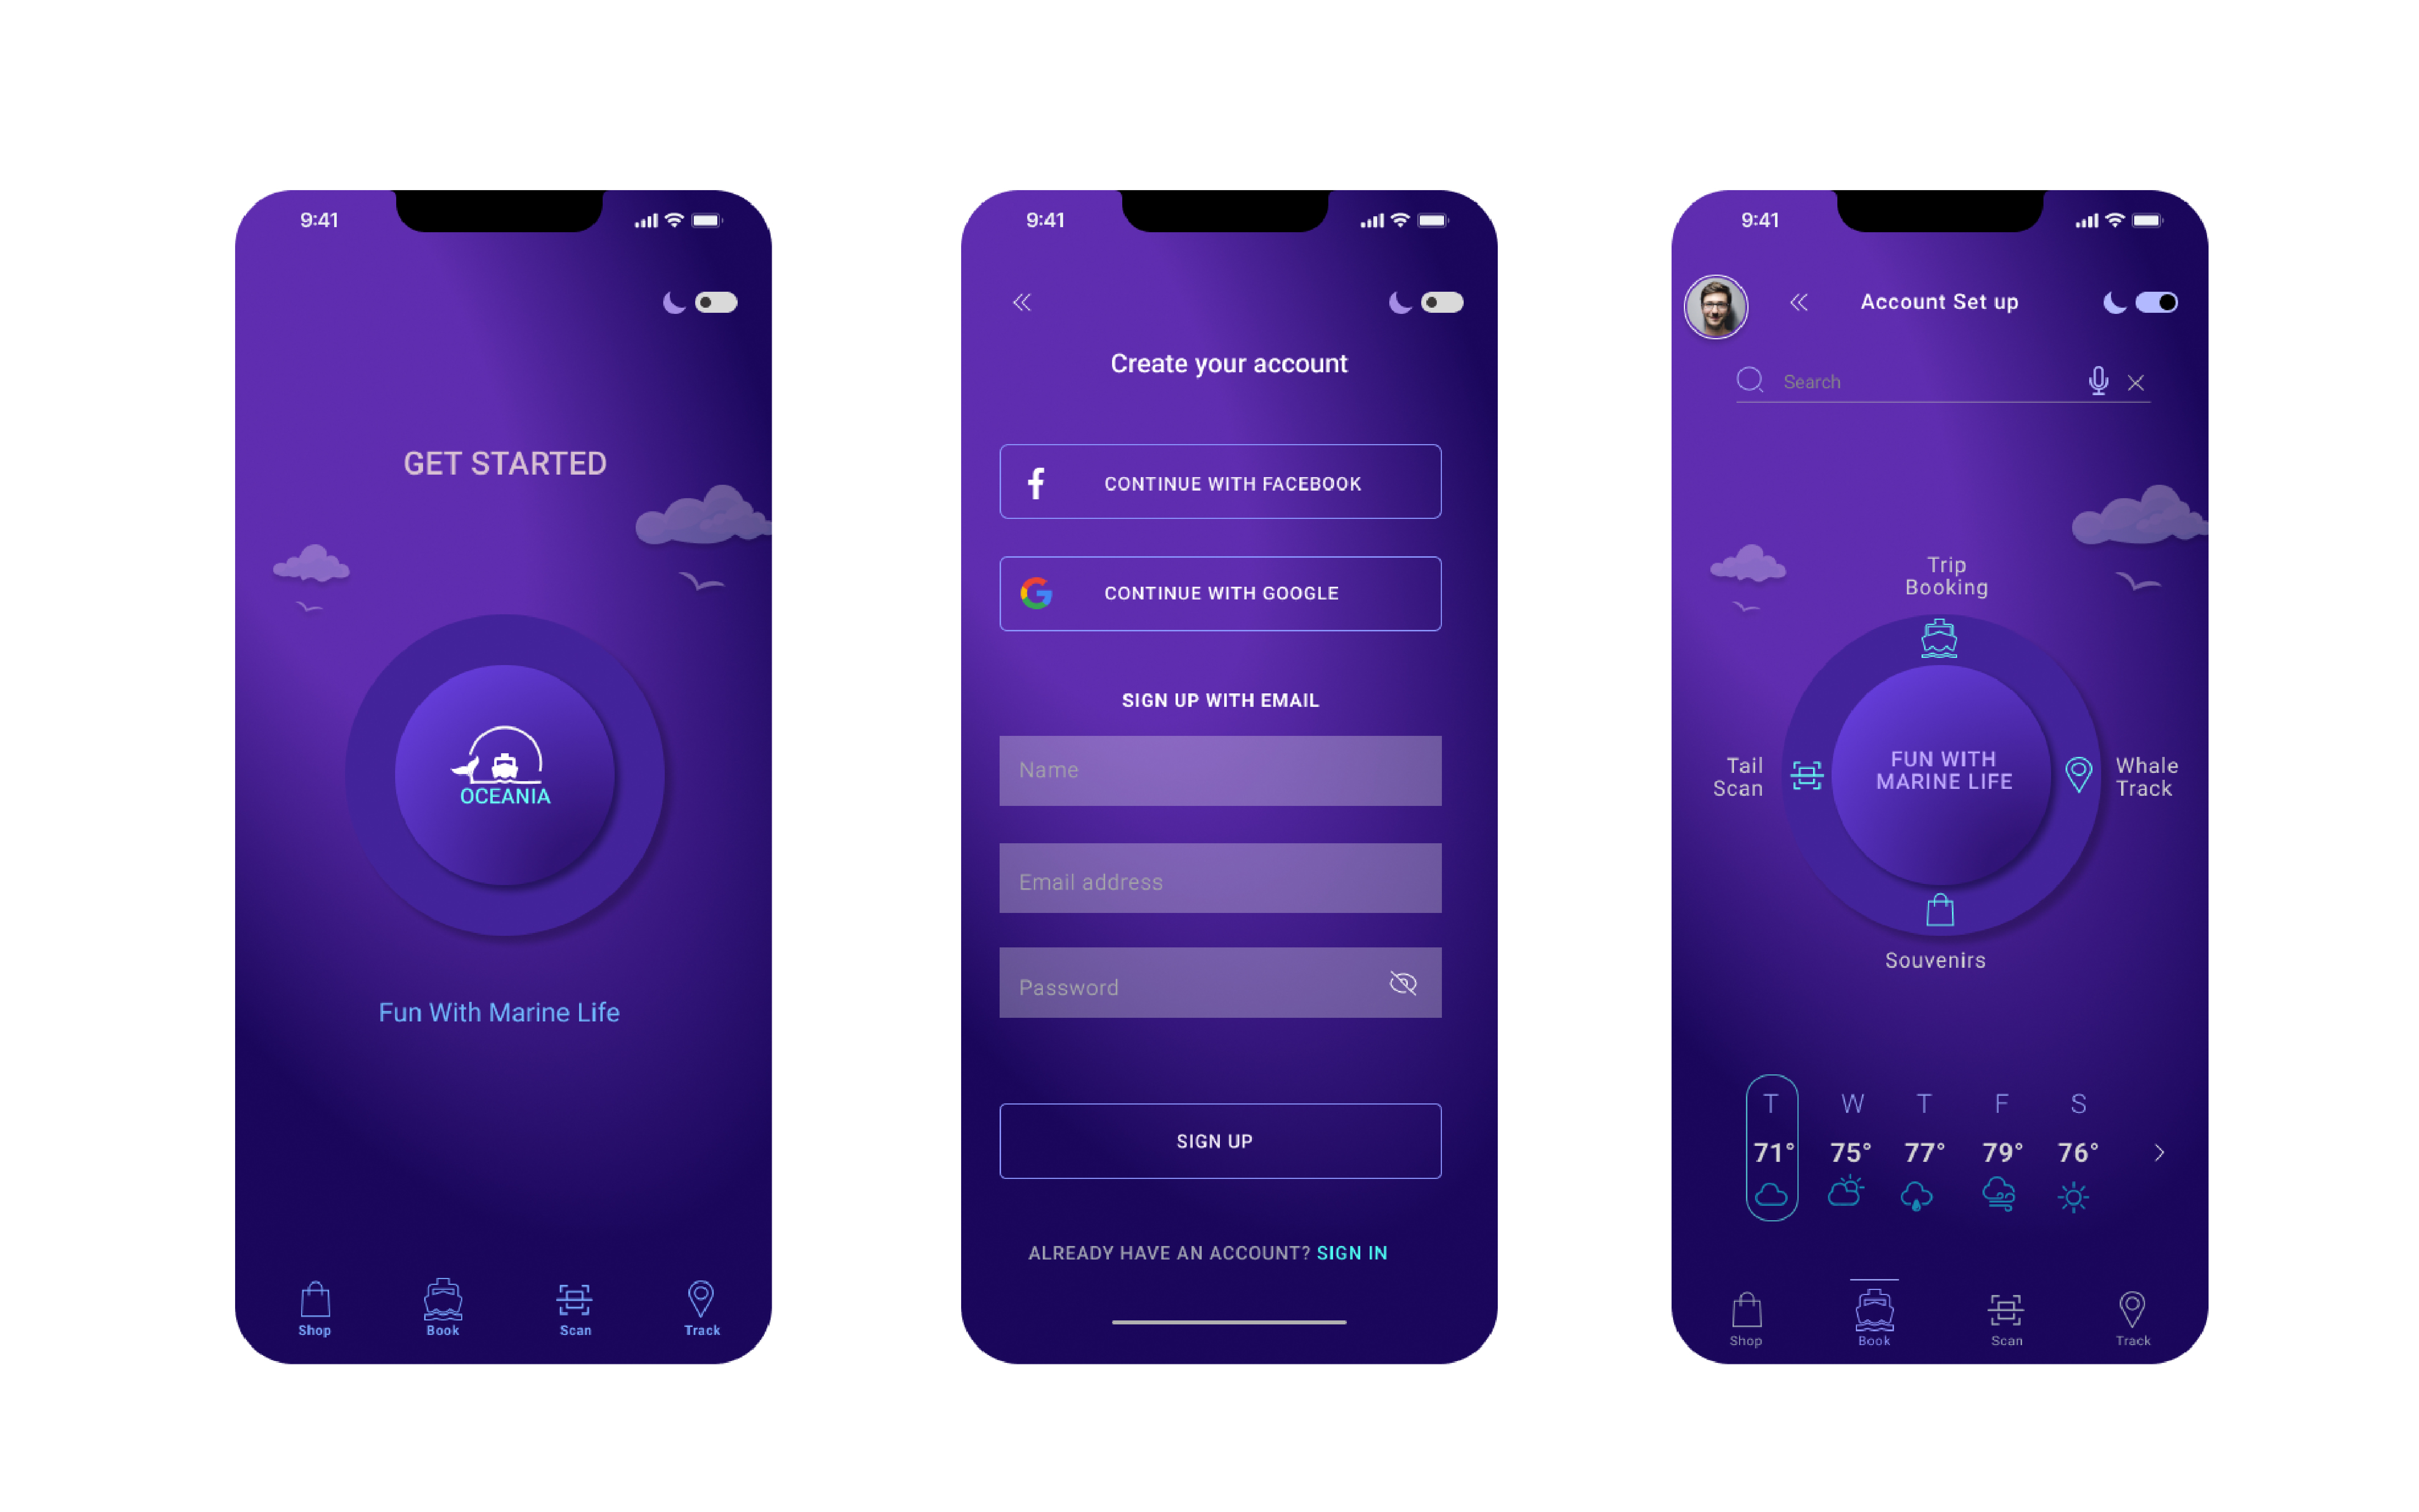 9:41
GET STARTED
OCEANIA
Fun With Marine Life
Shop Book Scan Track
9:41
Create your account
CONTINUE WITH FACEBOOK
CONTINUE WITH GOOGLE
SIGN UP WITH EMAIL
Name
Email address
Password
SIGN UP
ALREADY HAVE AN ACCOUNT? SIGN IN
9:41
Account Set up
Search
Trip
Booking
Tail
Scan
FUN WITH
MARINE LIFE
Whale
Track
Souvenirs
T W T F S
71° 75° 77° 79° 76°
Shop Book Scan Track